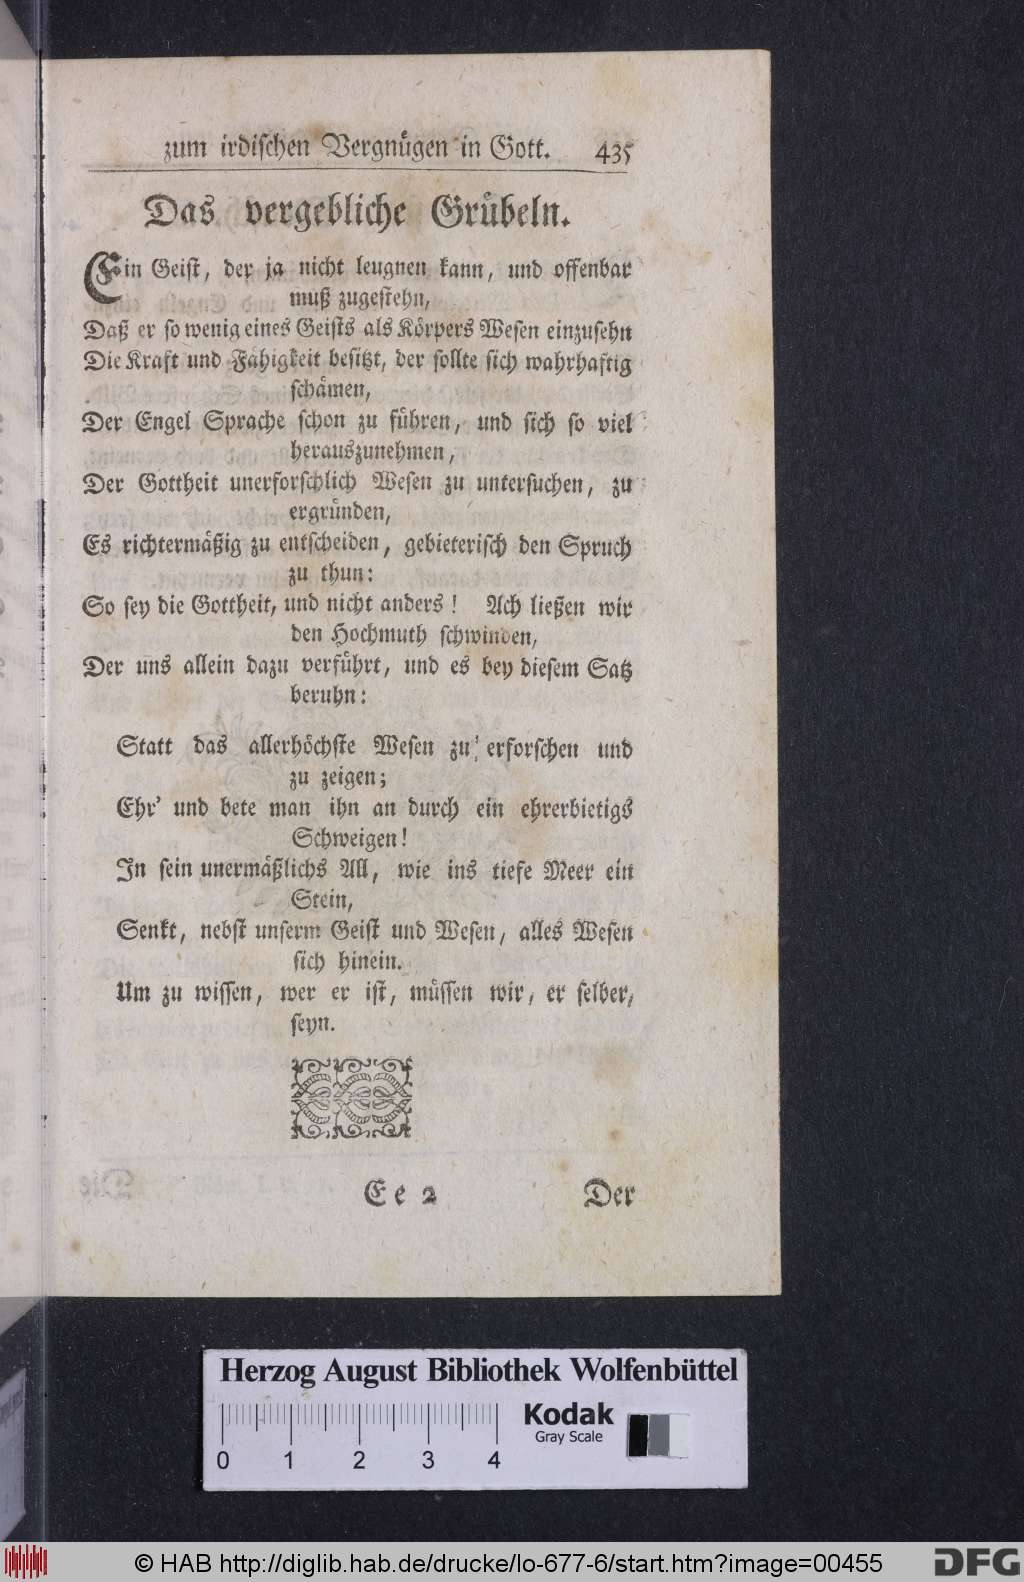 zum irdischen Vergnügen in Gott. 435
Das vergebliche Grübeln.
Ein Geist, der ja nicht leugnen kann, und offenbar
muß zugestehn,
Daß er so wenig eines Geists als Körpers Wesen einzusehn
Die Kraft und Fähigkeit besitzt, der sollte sich wahrhaftig
schämen,
Der Engel Sprache schon zu führen, und sich so viel
herauszunehmen,
Der Gottheit unerforschlich Wesen zu untersuchen, zu
ergründen,
Es richtermäßig zu entscheiden, gebieterisch den Spruch
zu thun:
So sey die Gottheit, und nicht anders! Ach ließen wir
den Hochmuth schwinden,
Der uns allein dazu verführt, und es bey diesem Satz
beruhn:
Statt das allerhöchste Wesen zu erforschen und
zu zeigen;
Ehr' und bete man ihn an durch ein ehrerbietigs
Schweigen!
In sein unermäßlichs All, wie ins tiefe Meer ein
Stein,
Senkt, nebst unserm Geist und Wesen, alles Wesen
sich hinein.
Um zu wissen, wer er ist, müssen wir, er selber,
seyn.
Ee 2 Der
Herzog August Bibliothek Wolfenbüttel
Kodak
Gray Scale
0 1 2 3 4
© HAB http://diglib.hab.de/drucke/lo-677-6/start.htm?image=00455
DFG